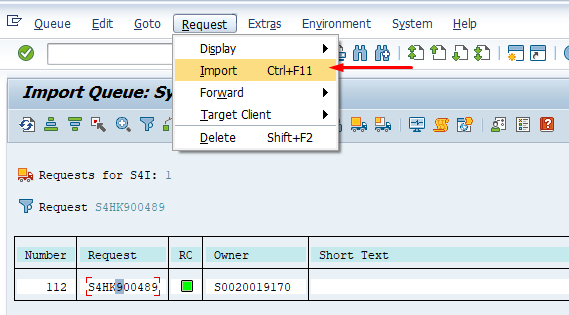 Queue Edit Goto Request Extras Environment System Help
Display
Import Ctrl+F11
Forward
Target Client
Delete Shift+F2
Import Queue: Sy
Requests for S4I: 1
Request S4HK900489
Number Request RC Owner Short Text
112 S4HK900489 S0020019170